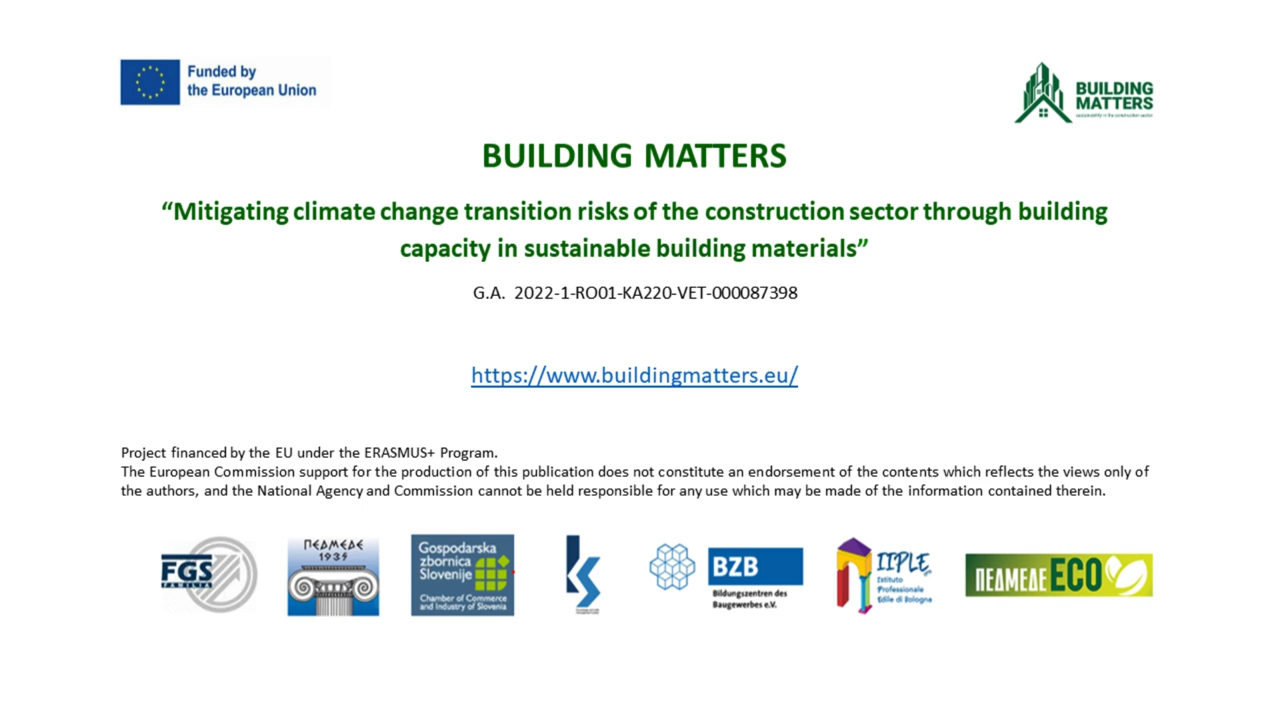 Funded by
the European Union
BUILDING
MATTERS
sustainability in the construction sector
BUILDING MATTERS
“Mitigating climate change transition risks of the construction sector through building
capacity in sustainable building materials”
G.A. 2022-1-RO01-KA220-VET-000087398
https://www.buildingmatters.eu/
Project financed by the EU under the ERASMUS+ Program.
The European Commission support for the production of this publication does not constitute an endorsement of the contents which reflects the views only of
the authors, and the National Agency and Commission cannot be held responsible for any use which may be made of the information contained therein.
FGS
FAMILIA
ΠΕΔΜΕΔΕ
1935
Gospodarska
zbornica
Slovenije
Chamber of Commerce
and Industry of Slovenia
BZB
Bildungszentren des
Baugewerbes e.V.
IIPLE
Istituto
Professionale
Edile di Bologna
ΠΕΔΜΕΔΕ ECO